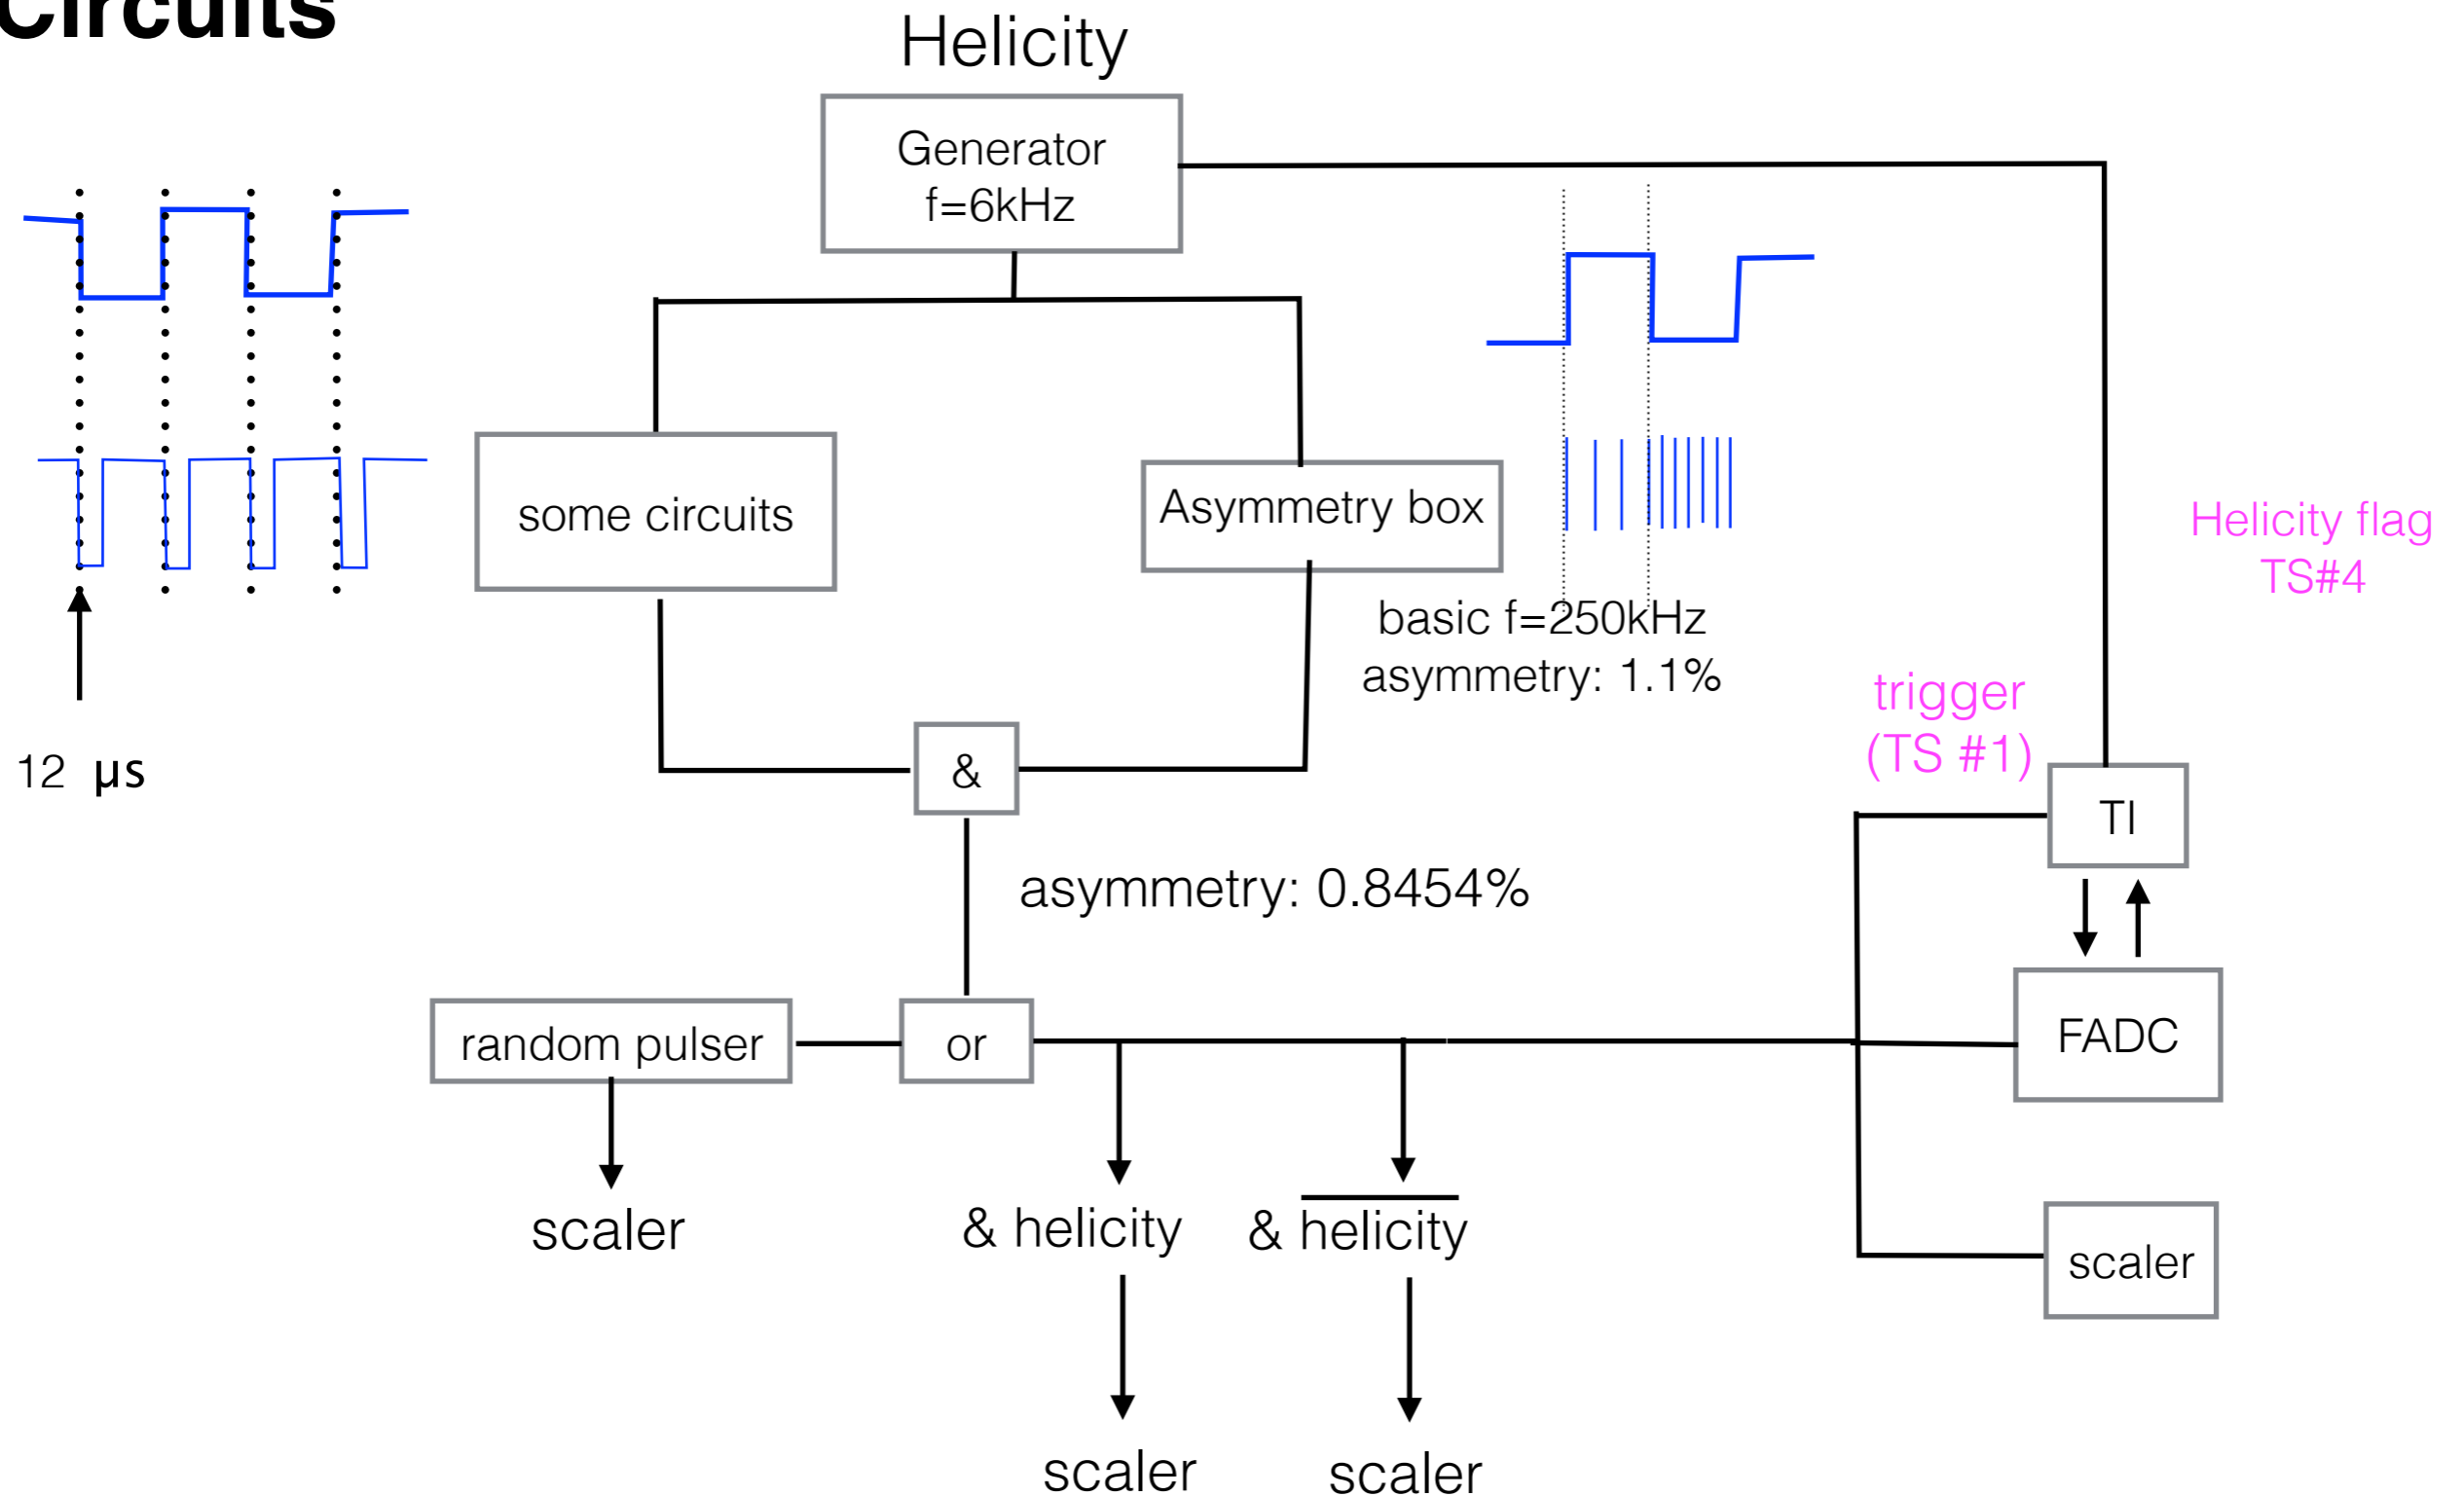 Circuits
Helicity
Generator
f=6kHz
some circuits
Asymmetry box
Helicity flag
TS#4
basic f=250kHz
asymmetry: 1.1%
trigger
(TS #1)
12 µs
&
TI
asymmetry: 0.8454%
random pulser
or
FADC
scaler
& helicity
& helicity
scaler
scaler
scaler